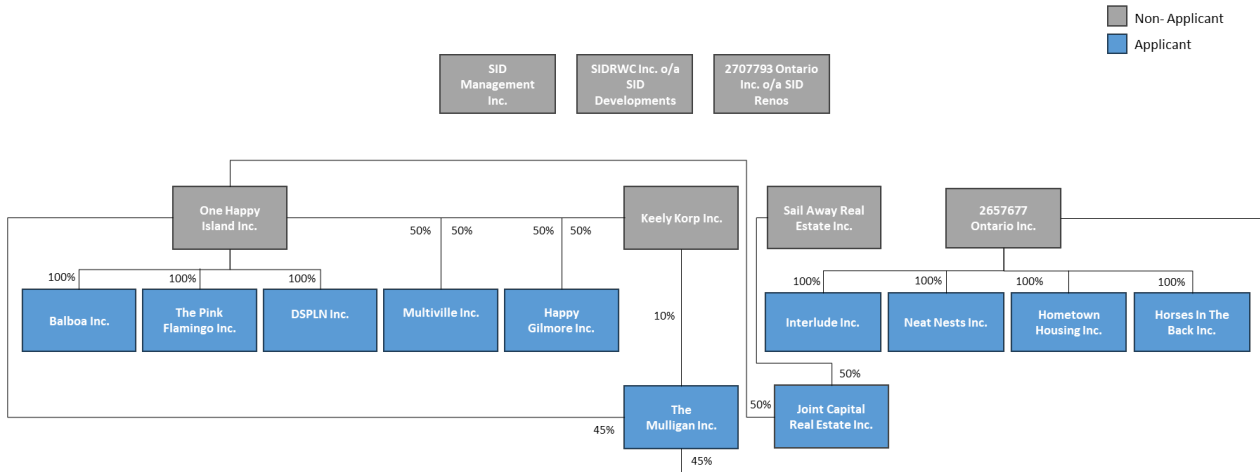 Non- Applicant
Applicant
SID
Management
Inc.
SIDRWC Inc. o/a
SID
Developments
2707793 Ontario
Inc. o/a SID
Renos
One Happy
Island Inc.
Keely Korp Inc.
Sail Away Real
Estate Inc.
2657677
Ontario Inc.
50%
50%
50%
50%
100%
100%
100%
100%
100%
100%
100%
Balboa Inc.
The Pink
Flamingo Inc.
DSPLN Inc.
Multiville Inc.
Happy
Gilmore Inc.
10%
Interlude Inc.
Neat Nests Inc.
Hometown
Housing Inc.
Horses In The
Back Inc.
50%
50%
45%
The
Mulligan Inc.
Joint Capital
Real Estate Inc.
45%